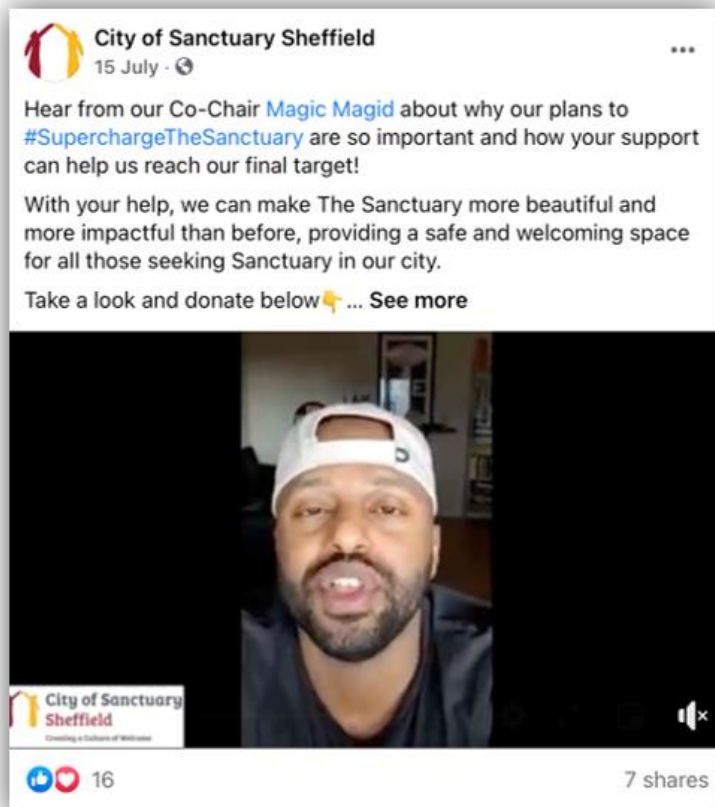 City of Sanctuary Sheffield
15 July ·
Hear from our Co-Chair Magic Magid about why our plans to
#SuperchargeTheSanctuary are so important and how your support
can help us reach our final target!
With your help, we can make The Sanctuary more beautiful and
more impactful than before, providing a safe and welcoming space
for all those seeking Sanctuary in our city.
Take a look and donate below👇... See more
City of Sanctuary
Sheffield
Creating a Culture of Welcome
16
7 shares